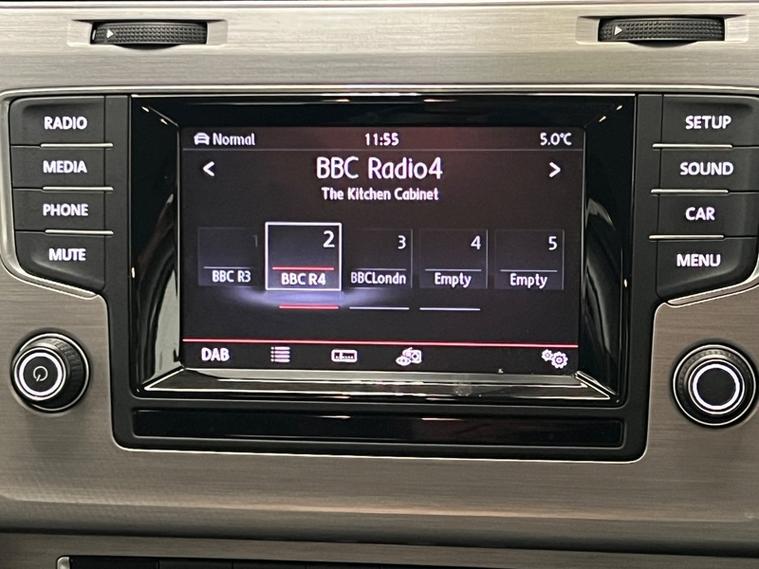 RADIO
MEDIA
PHONE
MUTE
Normal 11:55 5.0°C
< BBC Radio4 >
The Kitchen Cabinet
1 2 3 4 5
BBC R3 BBC R4 BBCLondn Empty Empty
DAB
SETUP
SOUND
CAR
MENU